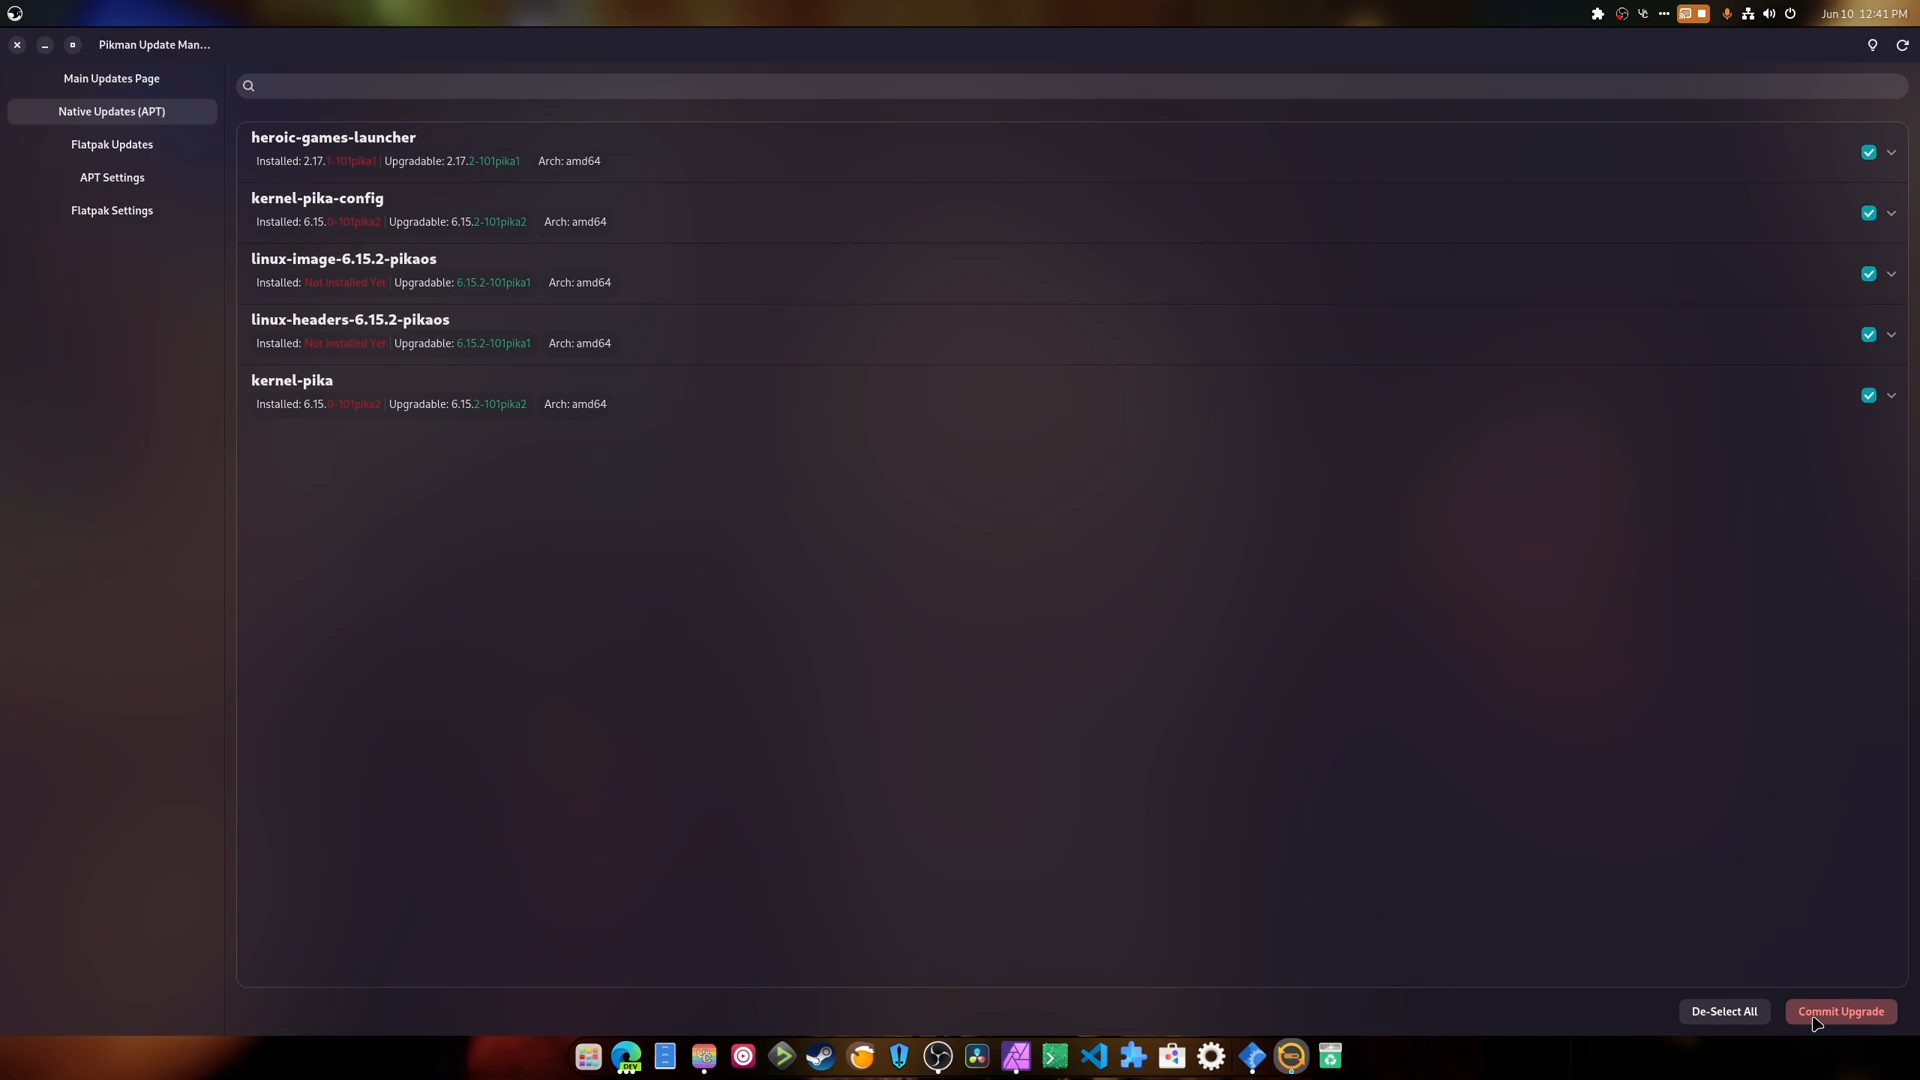 Jun 10 12:41 PM
Pikman Update Man...
Main Updates Page
Native Updates (APT)
Flatpak Updates
APT Settings
Flatpak Settings
heroic-games-launcher
Installed: 2.17.1-101pika1 | Upgradable: 2.17.2-101pika1 Arch: amd64
kernel-pika-config
Installed: 6.15.0-101pika2 | Upgradable: 6.15.2-101pika2 Arch: amd64
linux-image-6.15.2-pikaos
Installed: Not Installed Yet | Upgradable: 6.15.2-101pika1 Arch: amd64
linux-headers-6.15.2-pikaos
Installed: Not Installed Yet | Upgradable: 6.15.2-101pika1 Arch: amd64
kernel-pika
Installed: 6.15.0-101pika2 | Upgradable: 6.15.2-101pika2 Arch: amd64
De-Select All
Commit Upgrade
DEV